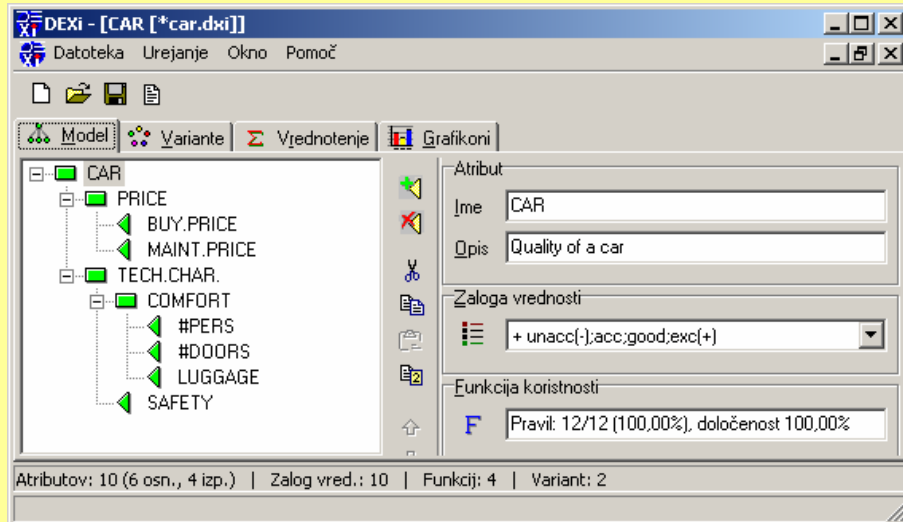 DEXi - [CAR [*car.dxi]]
Datoteka Urejanje Okno Pomoč
Model Variante Vrednotenje Grafikoni
CAR
PRICE
BUY.PRICE
MAINT.PRICE
TECH.CHAR.
COMFORT
#PERS
#DOORS
LUGGAGE
SAFETY
Atribut
Ime CAR
Opis Quality of a car
Zaloga vrednosti
+ unacc(-);acc;good;exc(+)
Funkcija koristnosti
F Pravil: 12/12 (100,00%), določenost 100,00%
Atributov: 10 (6 osn., 4 izp.) | Zalog vred.: 10 | Funkcij: 4 | Variant: 2